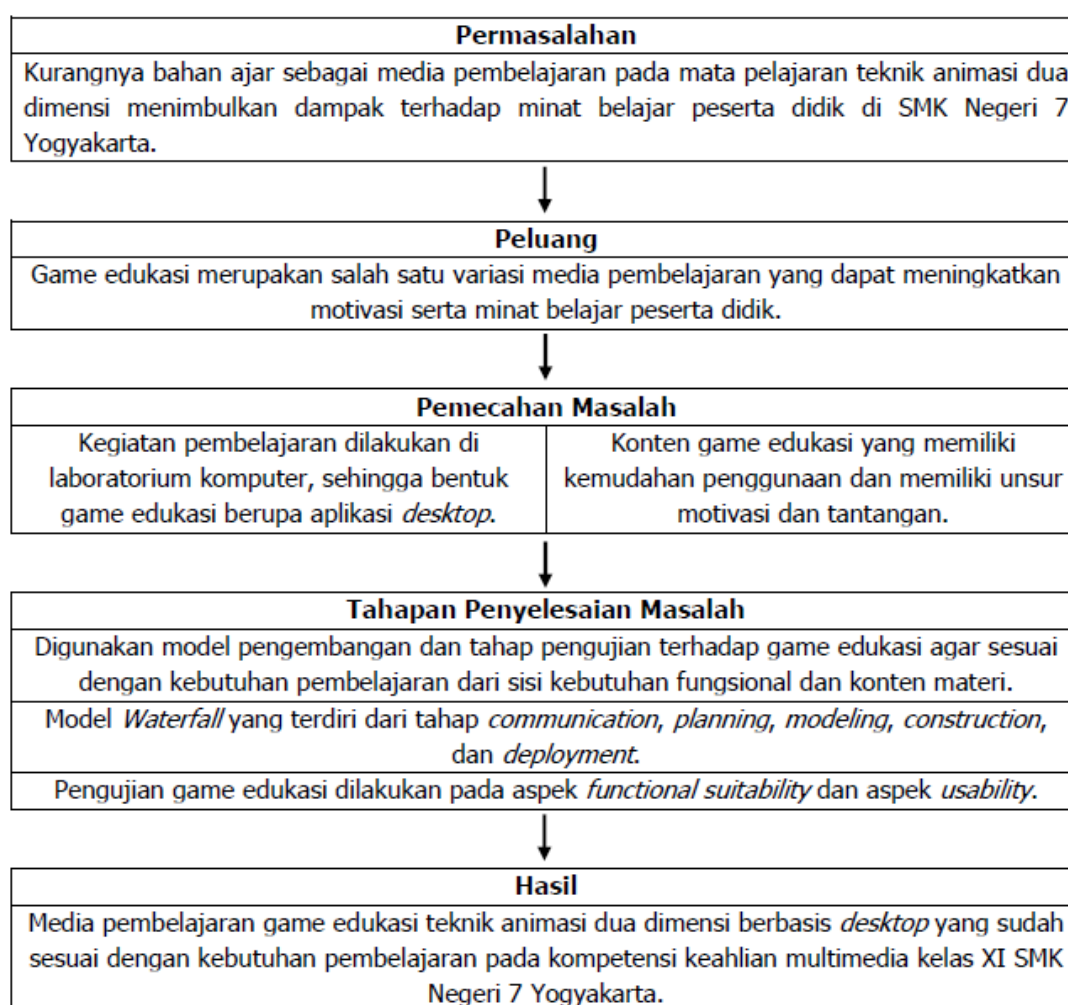 Permasalahan
Kurangnya bahan ajar sebagai media pembelajaran pada mata pelajaran teknik animasi dua
dimensi menimbulkan dampak terhadap minat belajar peserta didik di SMK Negeri 7
Yogyakarta.
Peluang
Game edukasi merupakan salah satu variasi media pembelajaran yang dapat meningkatkan
motivasi serta minat belajar peserta didik.
Pemecahan Masalah
Kegiatan pembelajaran dilakukan di
laboratorium komputer, sehingga bentuk
game edukasi berupa aplikasi desktop.
Konten game edukasi yang memiliki
kemudahan penggunaan dan memiliki unsur
motivasi dan tantangan.
Tahapan Penyelesaian Masalah
Digunakan model pengembangan dan tahap pengujian terhadap game edukasi agar sesuai
dengan kebutuhan pembelajaran dari sisi kebutuhan fungsional dan konten materi.
Model Waterfall yang terdiri dari tahap communication, planning, modeling, construction,
dan deployment.
Pengujian game edukasi dilakukan pada aspek functional suitability dan aspek usability.
Hasil
Media pembelajaran game edukasi teknik animasi dua dimensi berbasis desktop yang sudah
sesuai dengan kebutuhan pembelajaran pada kompetensi keahlian multimedia kelas XI SMK
Negeri 7 Yogyakarta.